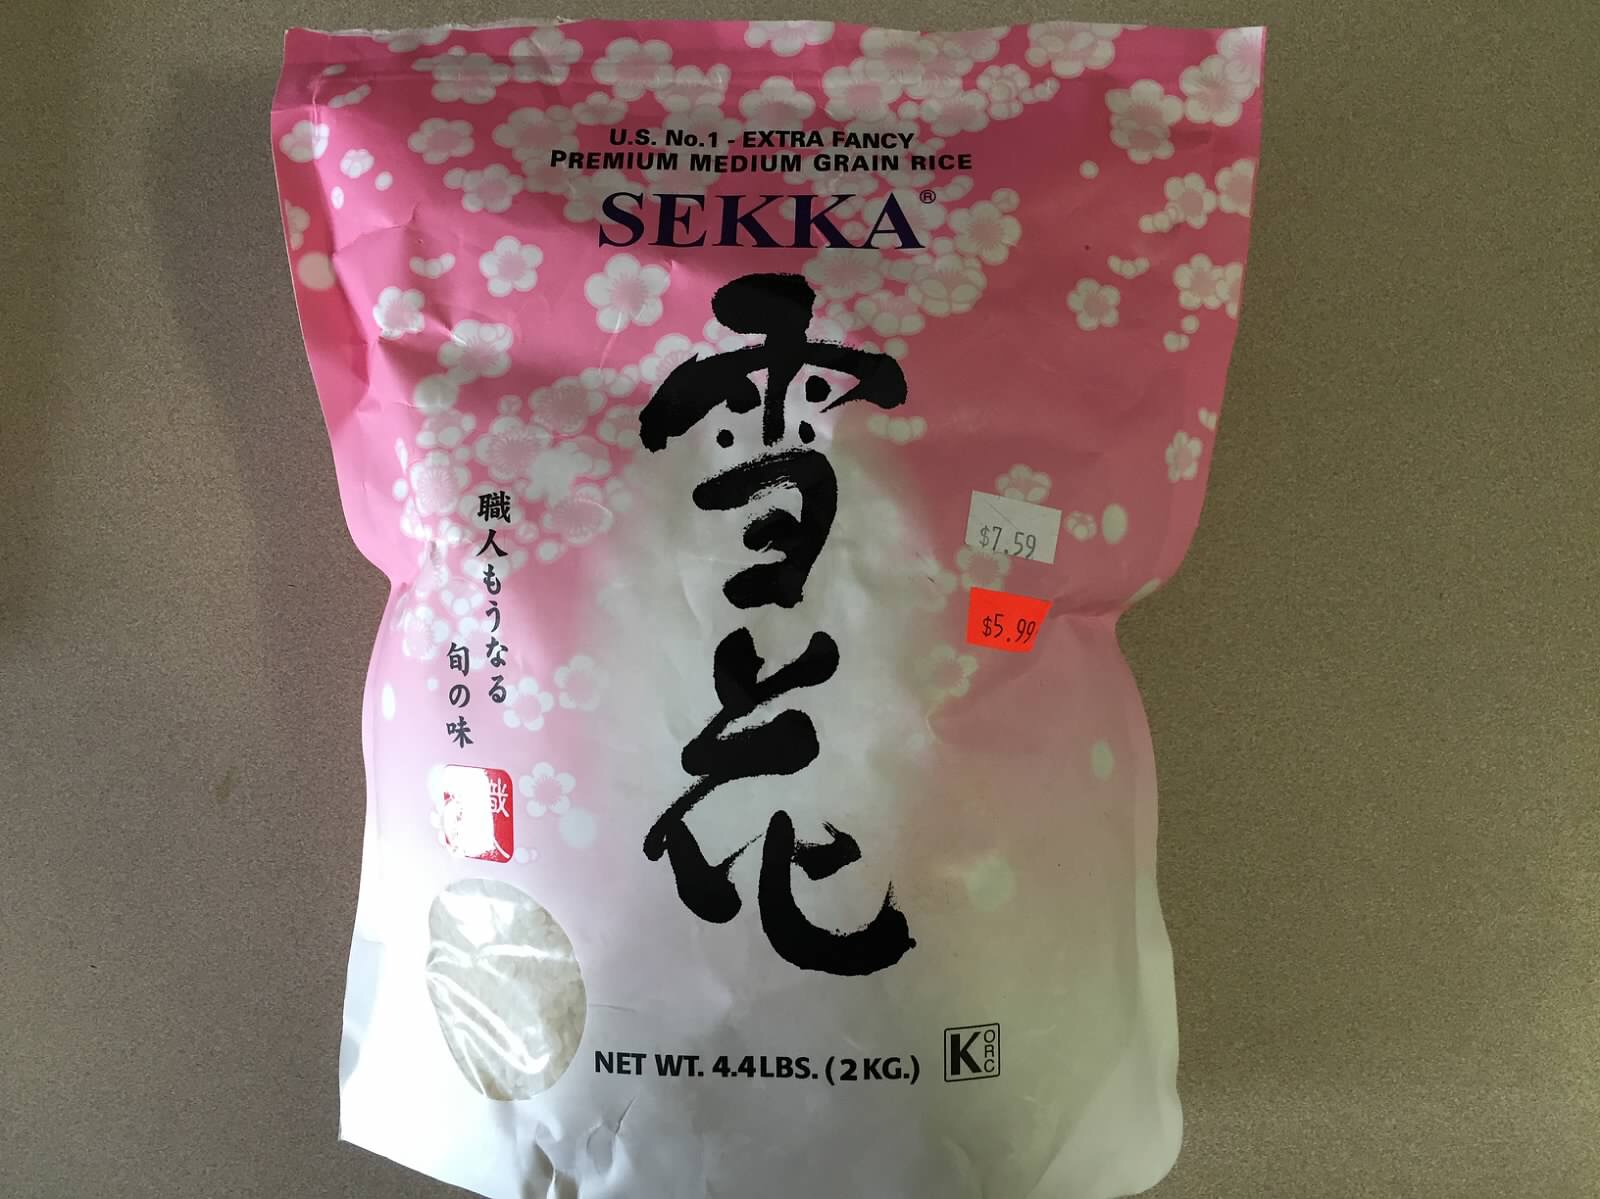 U.S. No.1 - EXTRA FANCY
PREMIUM MEDIUM GRAIN RICE
SEKKA®
雪花
職人もうなる
旬の味
$7.59
$5.99
NET WT. 4.4LBS. (2KG.)
K ORC